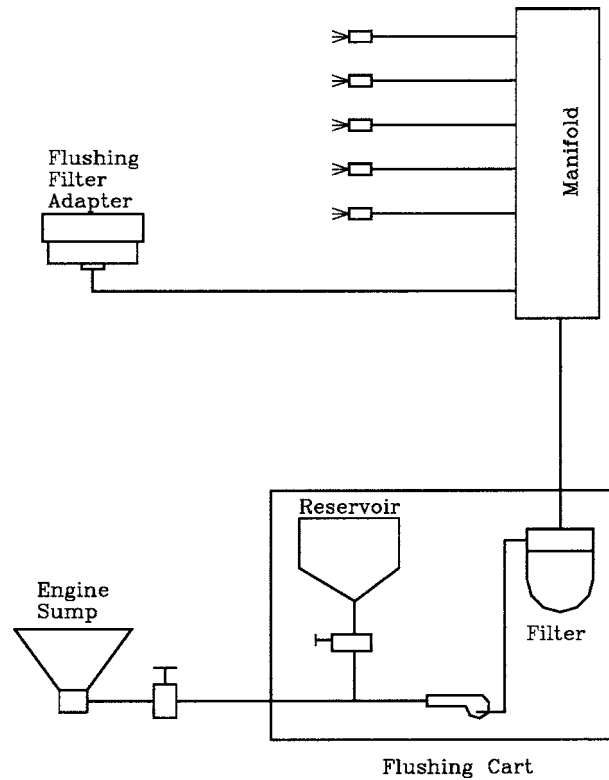 Manifold
Flushing
Filter
Adapter
Reservoir
Engine
Sump
Filter
Flushing Cart